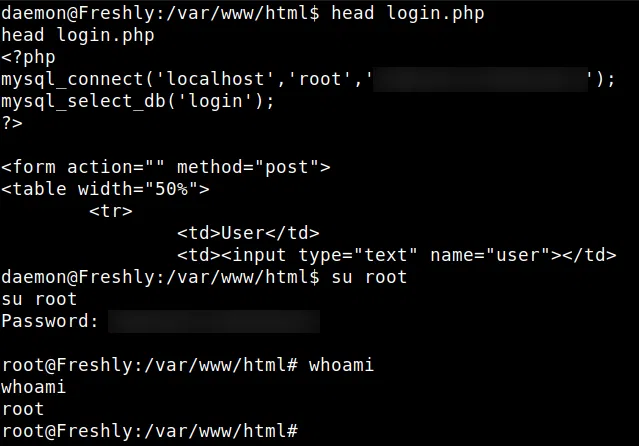 daemon@Freshly:/var/www/html$ head login.php
head login.php
<?php
mysql_connect('localhost','root','');
mysql_select_db('login');
?>
<form action="" method="post">
<table width="50%">
<tr>
<td>User</td>
<td><input type="text" name="user"></td>
daemon@Freshly:/var/www/html$ su root
su root
Password:
root@Freshly:/var/www/html# whoami
whoami
root
root@Freshly:/var/www/html#